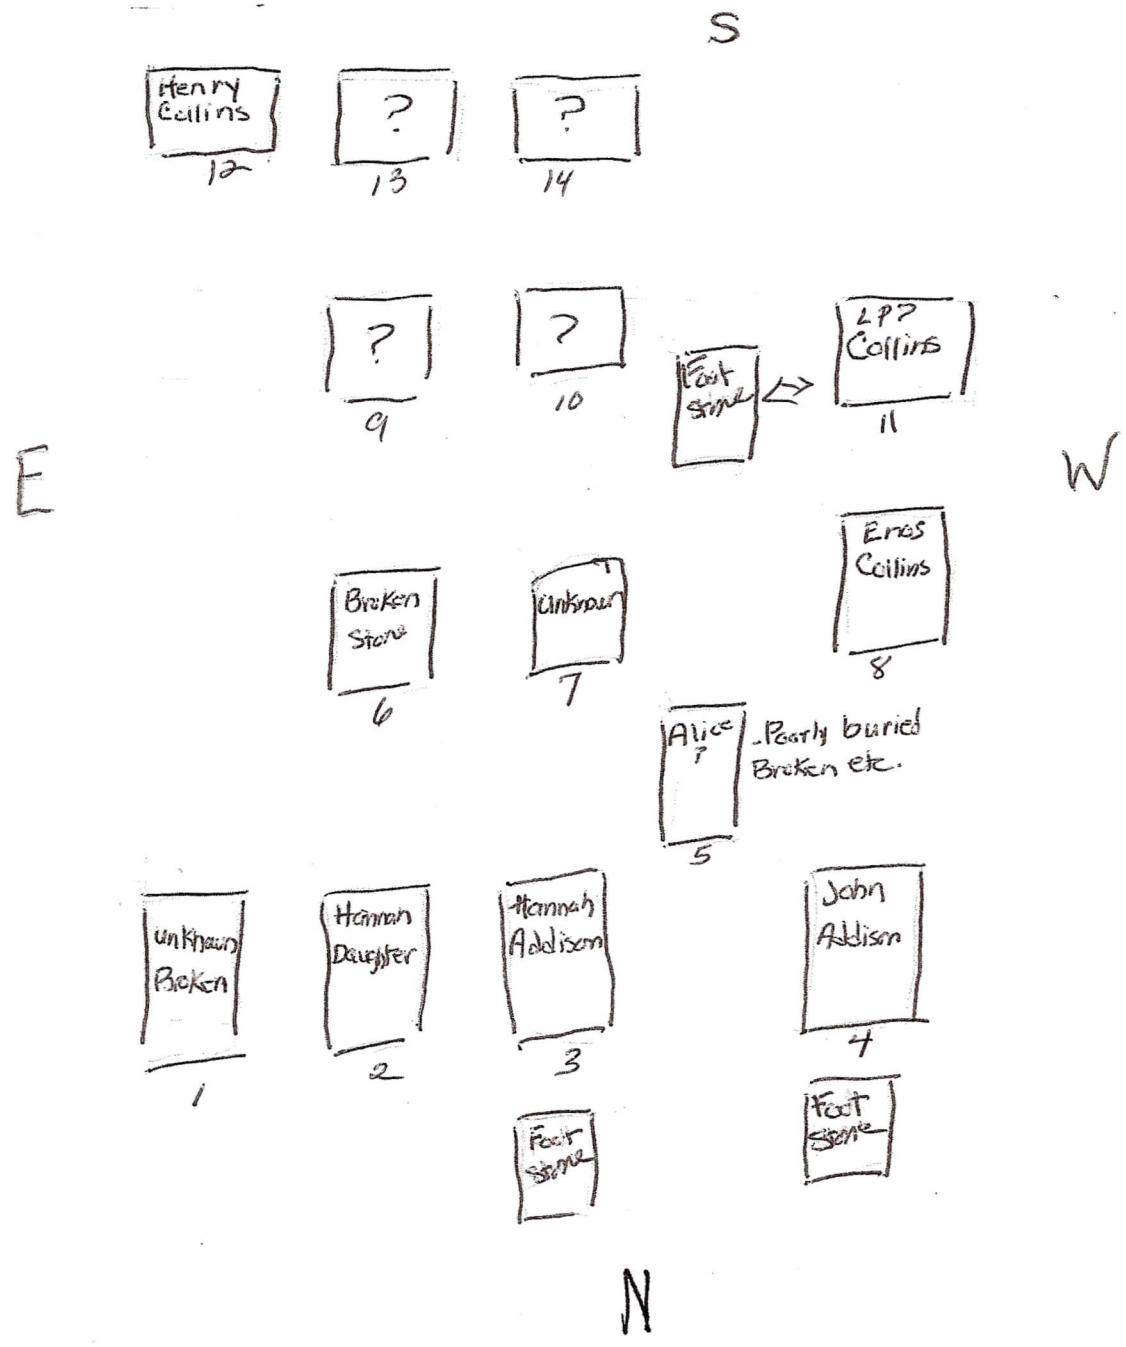 S
Henry
Collins
12
?
13
?
14
?
9
?
10
Foot
Stone
LP?
Collins
11
E
W
Broken
Stone
6
Unknown
7
Enos
Collins
8
Alice
?
5
-Poorly buried
Broken etc.
unknown
Broken
1
Hannah
Daughter
2
Hannah
Addison
3
John
Addison
4
Foot
Stone
Foot
Stone
N